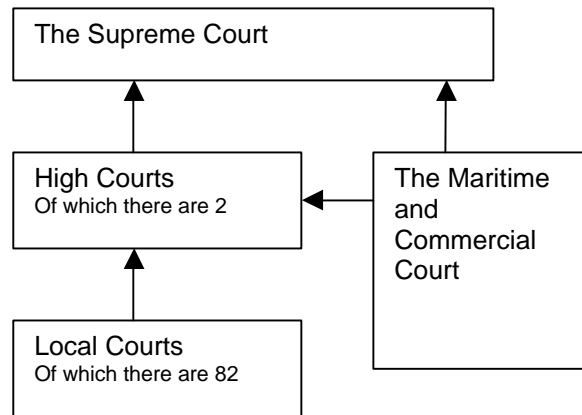 The Supreme Court
High Courts
Of which there are 2
The Maritime
and
Commercial
Court
Local Courts
Of which there are 82